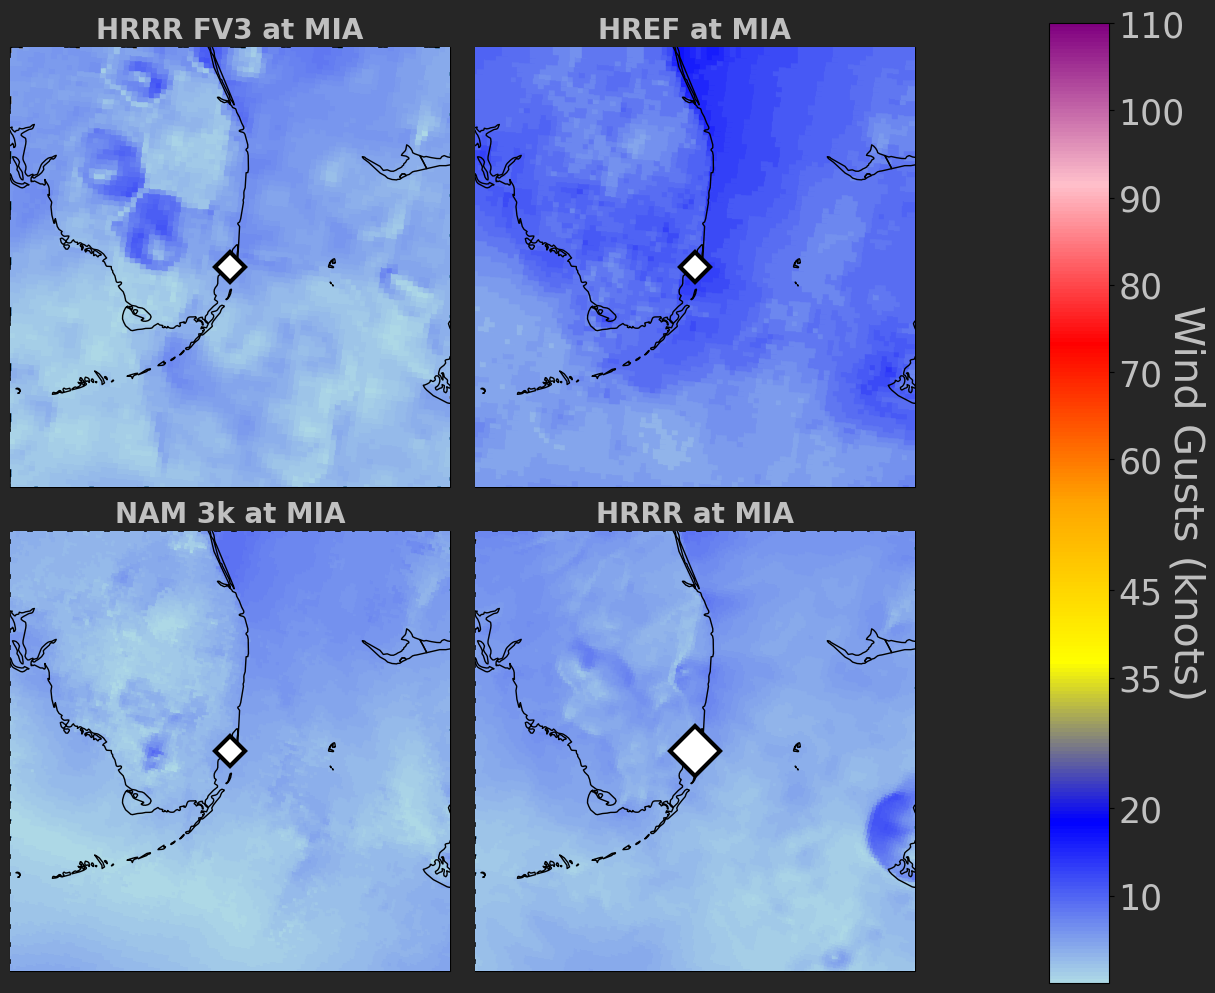 HRRR FV3 at MIA
HREF at MIA
NAM 3k at MIA
HRRR at MIA
110
100
90
80
70
60
45
35
20
10
Wind Gusts (knots)